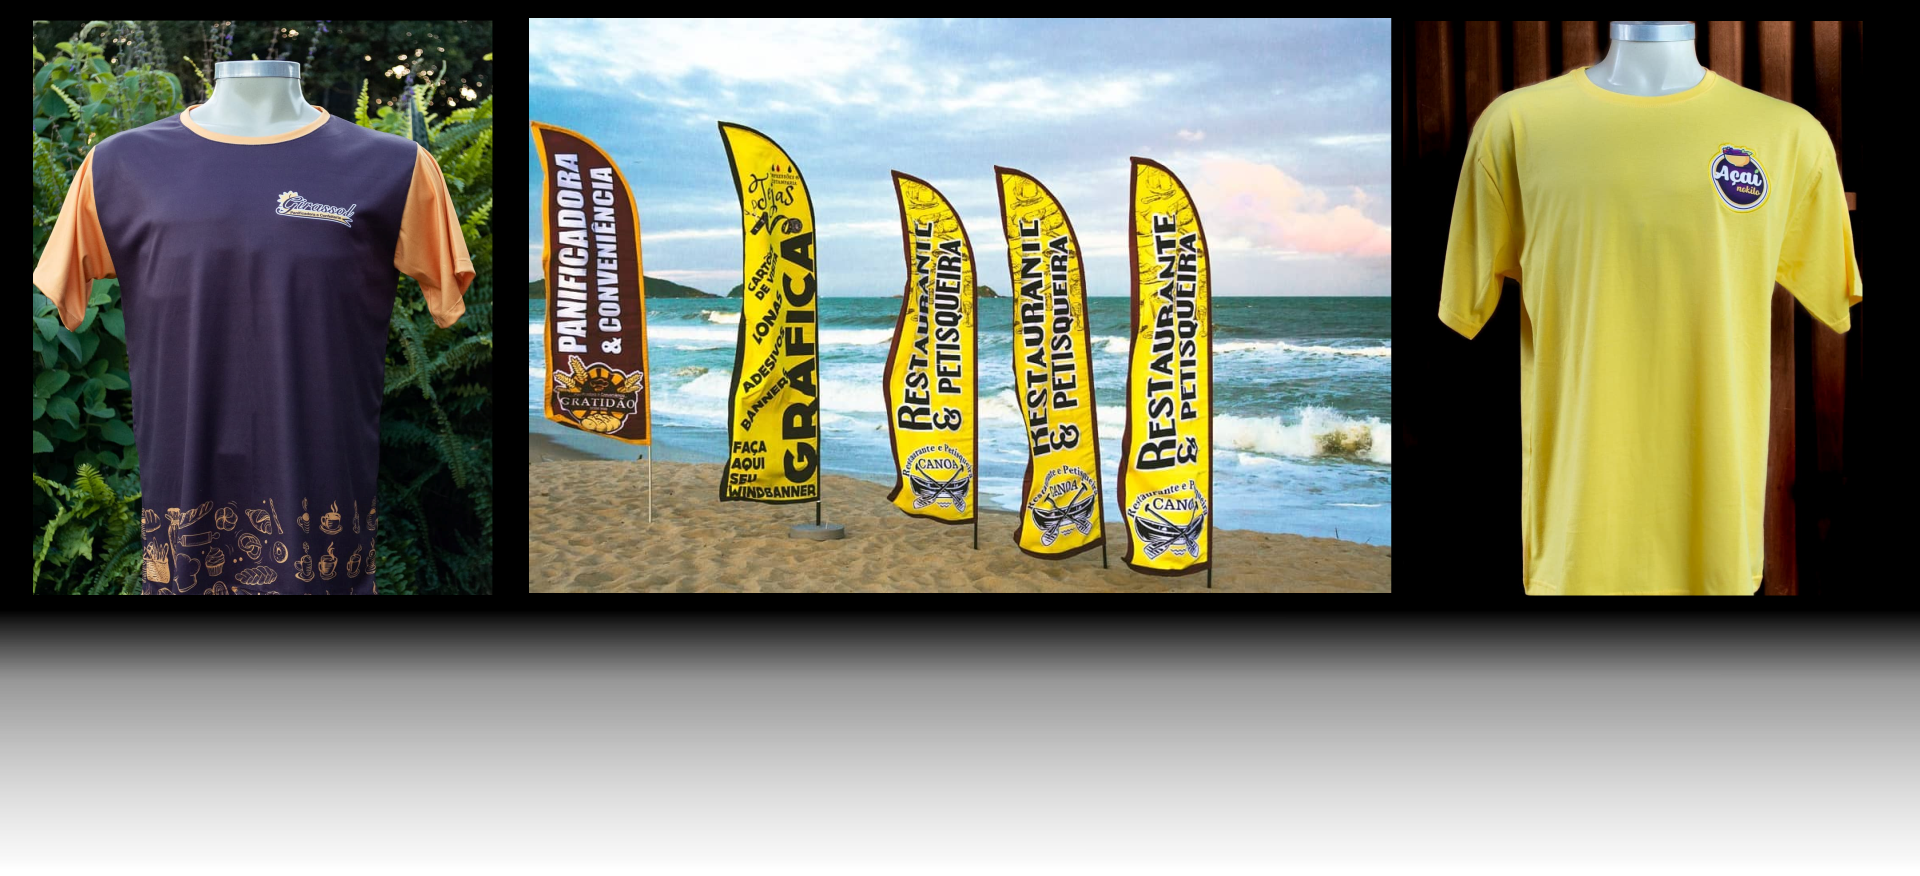 Girassol
PANIFICADORA
& CONVENIÊNCIA
GRATIDÃO
CARTÃO
DE VISITA
LONAS
ADESIVOS
BANNER
GRÁFICA
FAÇA
AQUI
SEU
WINDBANNER
RESTAURANTE
& PETISQUEIRA
Restaurante e Petisqueira
CANOA
RESTAURANTE
& PETISQUEIRA
Restaurante e Petisqueira
CANOA
RESTAURANTE
& PETISQUEIRA
Restaurante e P
CANOA
Açaí
nokilo